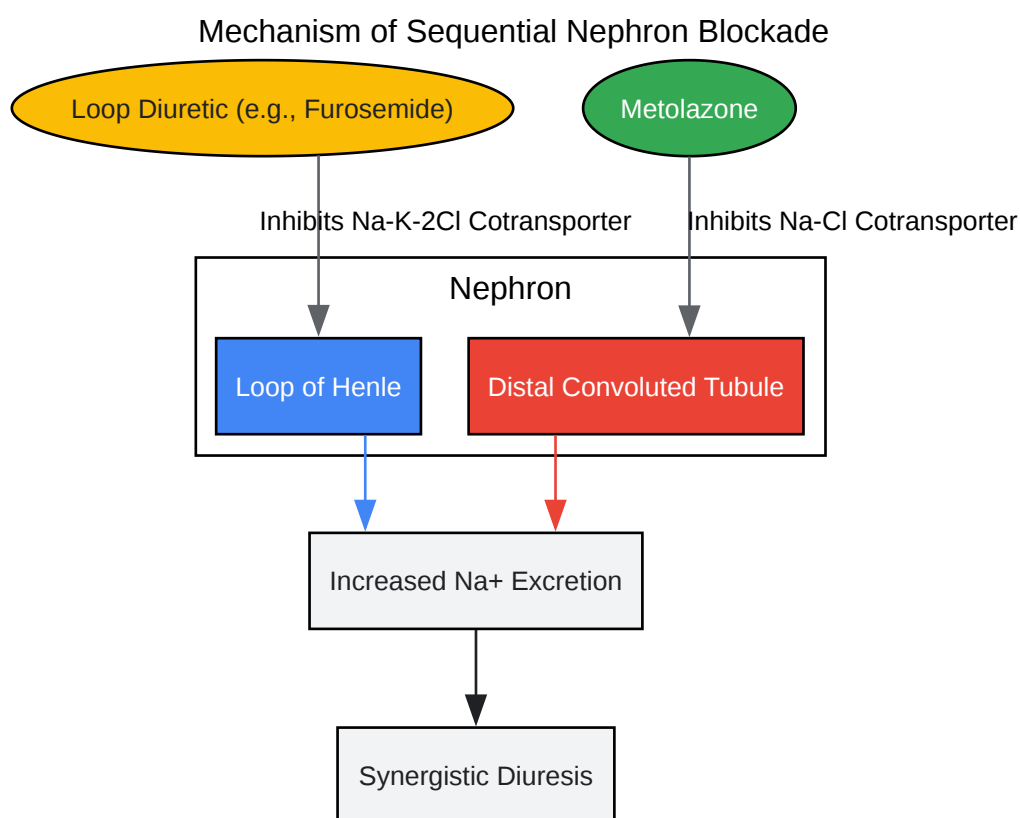 Mechanism of Sequential Nephron Blockade
Loop Diuretic (e.g., Furosemide)
Metolazone
Inhibits Na-K-2Cl Cotransporter
Inhibits Na-Cl Cotransporter
Nephron
Loop of Henle
Distal Convoluted Tubule
Increased Na+ Excretion
Synergistic Diuresis